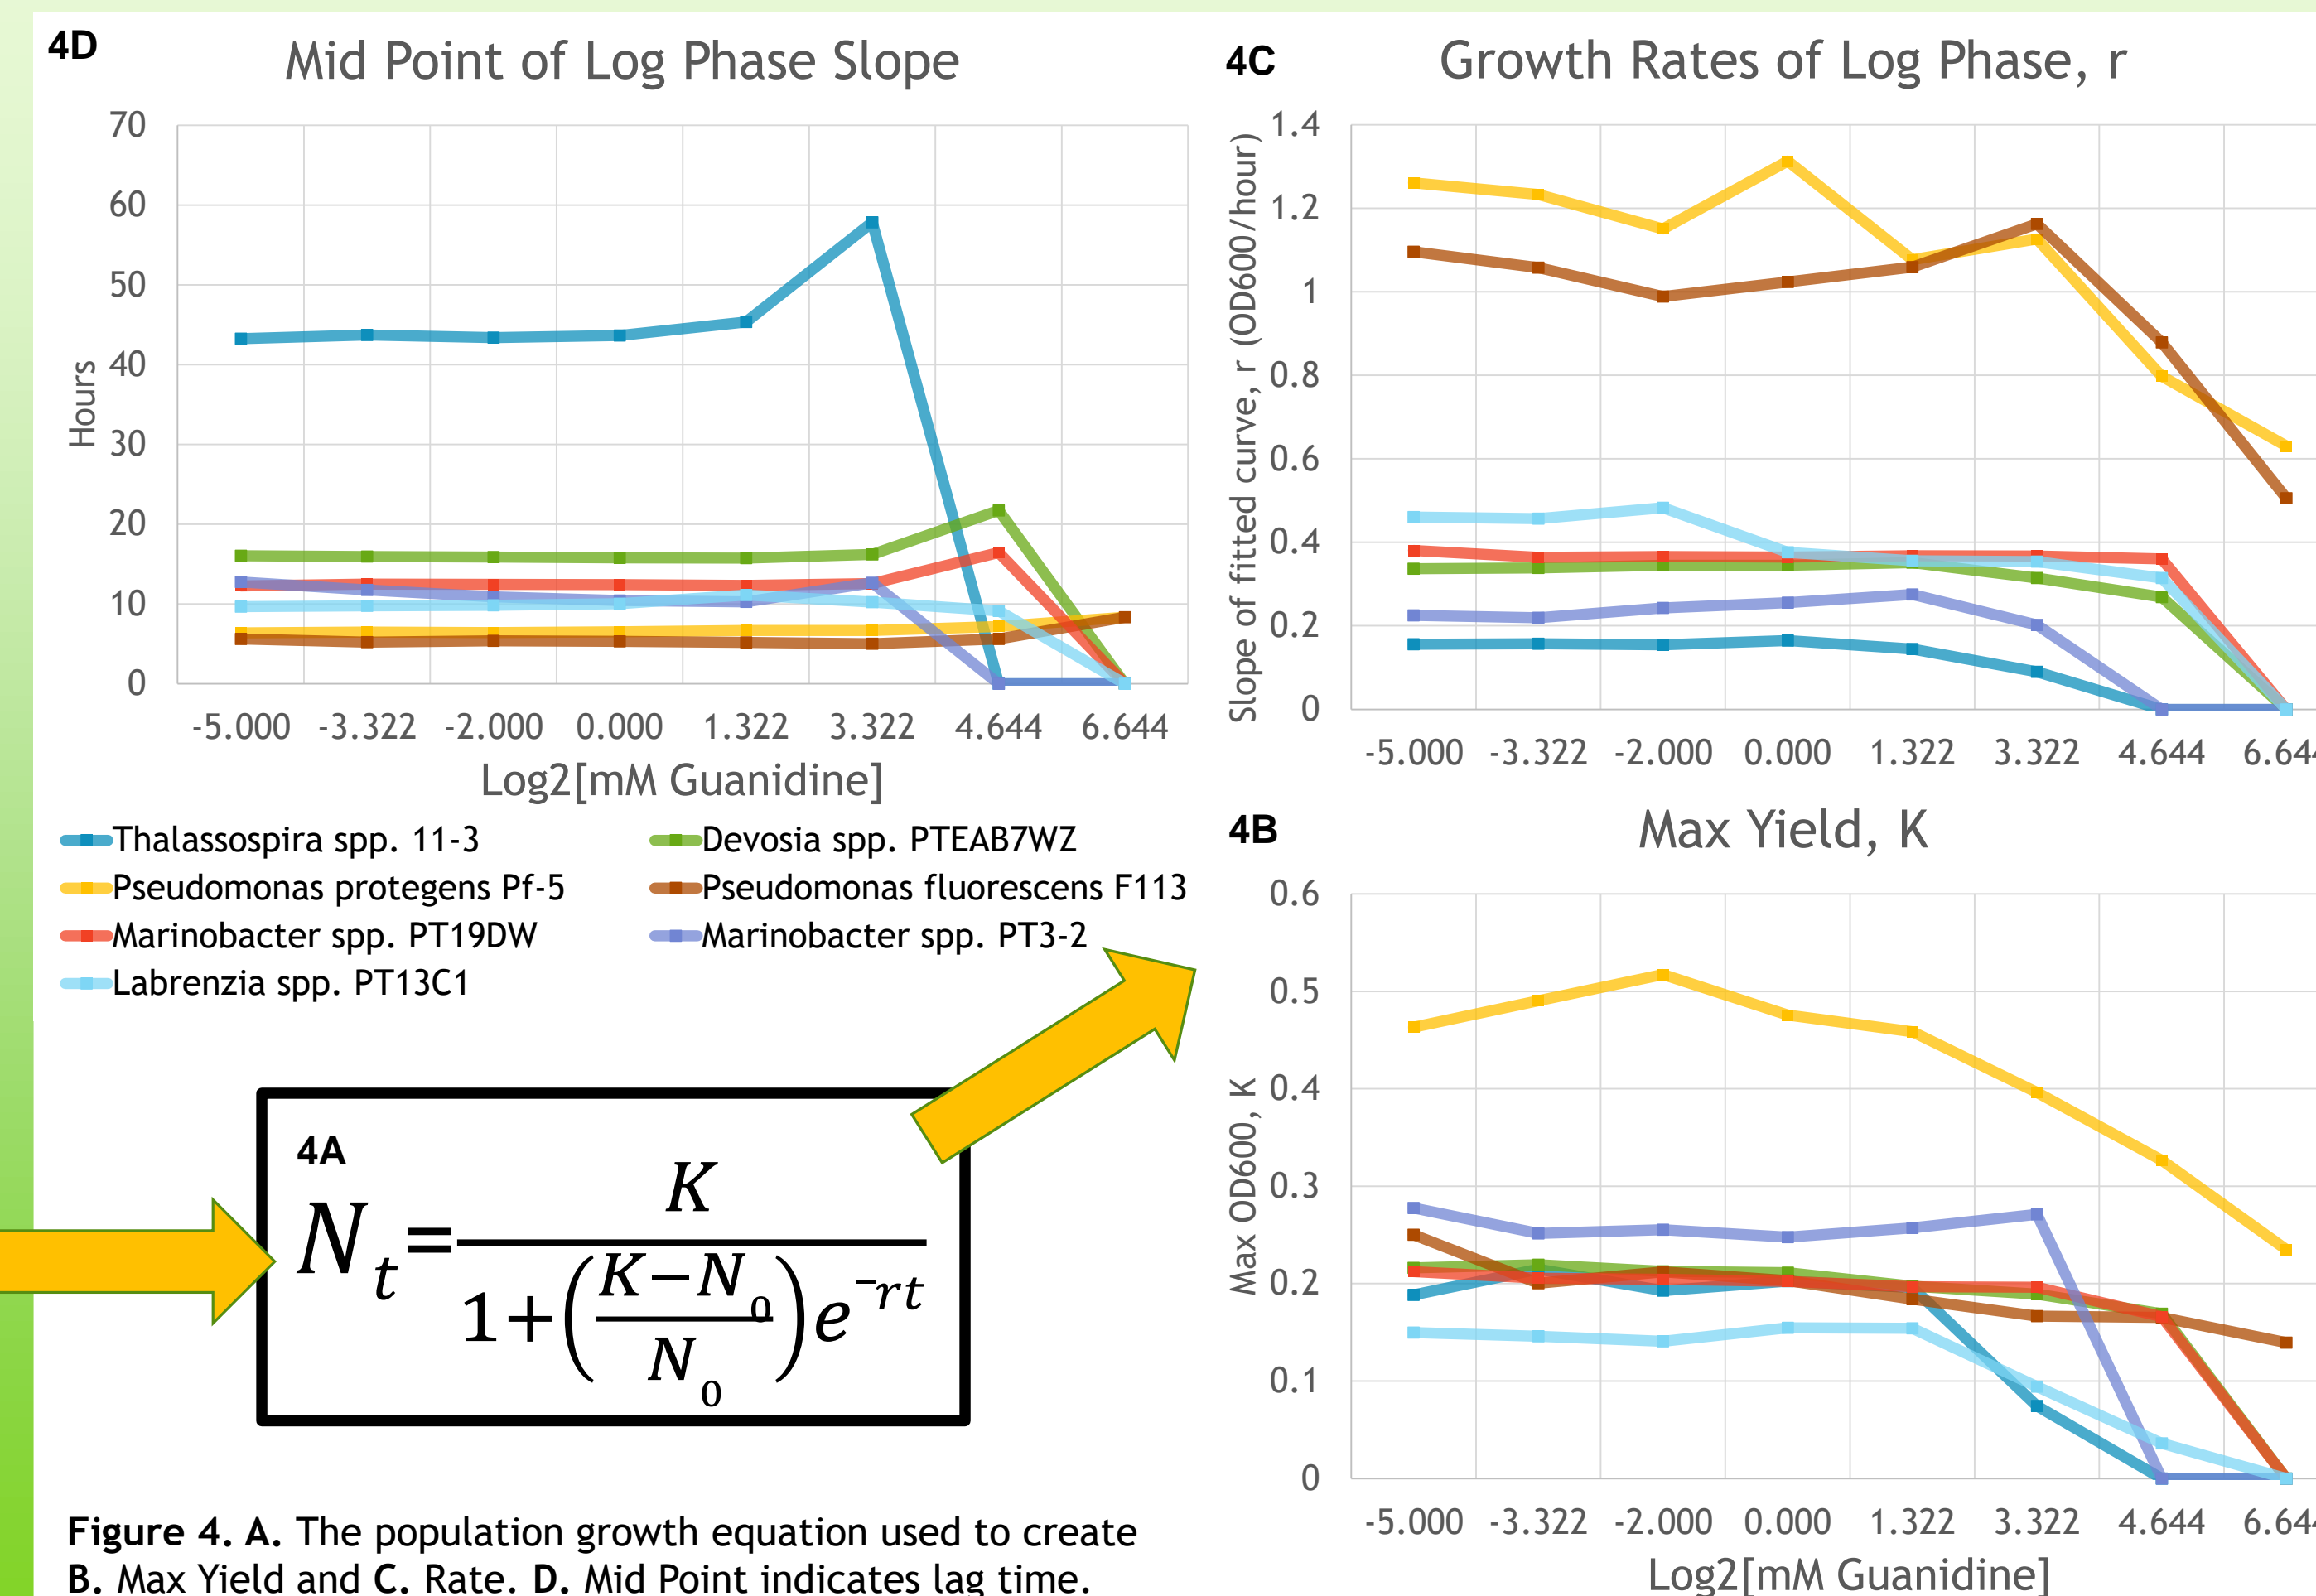 4D
Mid Point of Log Phase Slope
70
60
50
40
30
20
10
0
Hours
-5.000 -3.322 -2.000 0.000 1.322 3.322 4.644 6.644
Log2[mM Guanidine]
Thalassospira spp. 11-3
Devosia spp. PTEAB7WZ
Pseudomonas protegens Pf-5
Pseudomonas fluorescens F113
Marinobacter spp. PT19DW
Marinobacter spp. PT3-2
Labrenzia spp. PT13C1
4C
Growth Rates of Log Phase, r
1.4
1.2
1
0.8
0.6
0.4
0.2
0
Slope of fitted curve, r (OD600/hour)
-5.000 -3.322 -2.000 0.000 1.322 3.322 4.644 6.644
4B
Max Yield, K
0.6
0.5
0.4
0.3
0.2
0.1
0
Max OD600, K
-5.000 -3.322 -2.000 0.000 1.322 3.322 4.644 6.644
Log2[mM Guanidine]
4A
N_t=K/(1+((K−N_0)/N_0)e^−rt)
Figure 4. A. The population growth equation used to create
B. Max Yield and C. Rate. D. Mid Point indicates lag time.